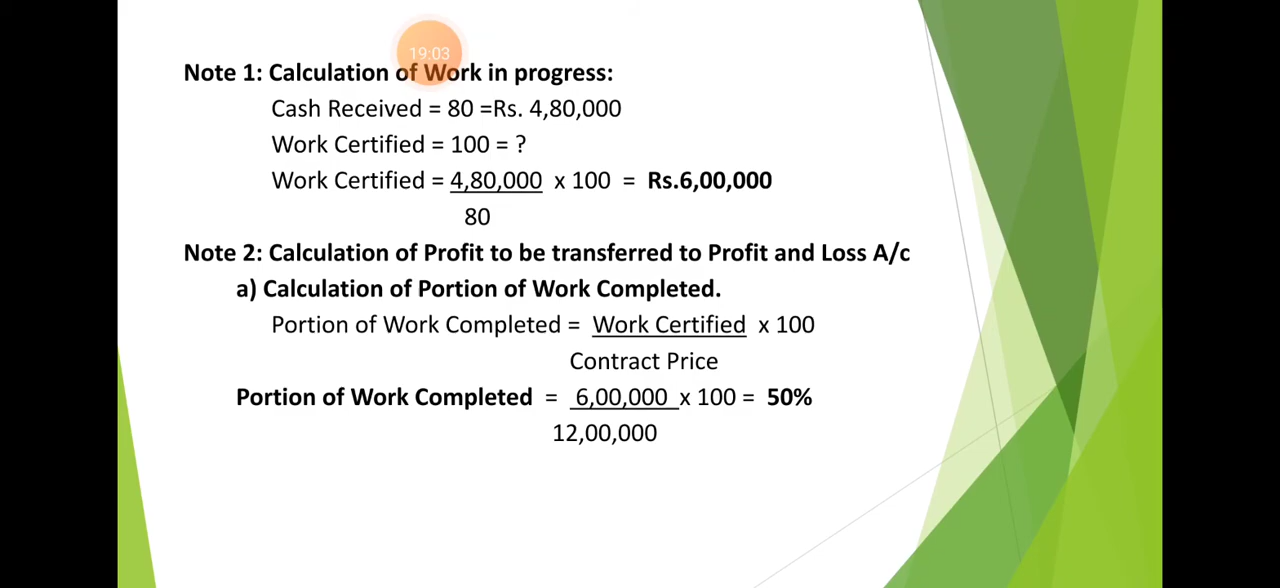 19:03
Note 1: Calculation of Work in progress:
Cash Received = 80 =Rs. 4,80,000
Work Certified = 100 = ?
Work Certified = 4,80,000 x 100 = Rs.6,00,000
80
Note 2: Calculation of Profit to be transferred to Profit and Loss A/c
a) Calculation of Portion of Work Completed.
Portion of Work Completed = Work Certified x 100
Contract Price
Portion of Work Completed = 6,00,000 x 100 = 50%
12,00,000